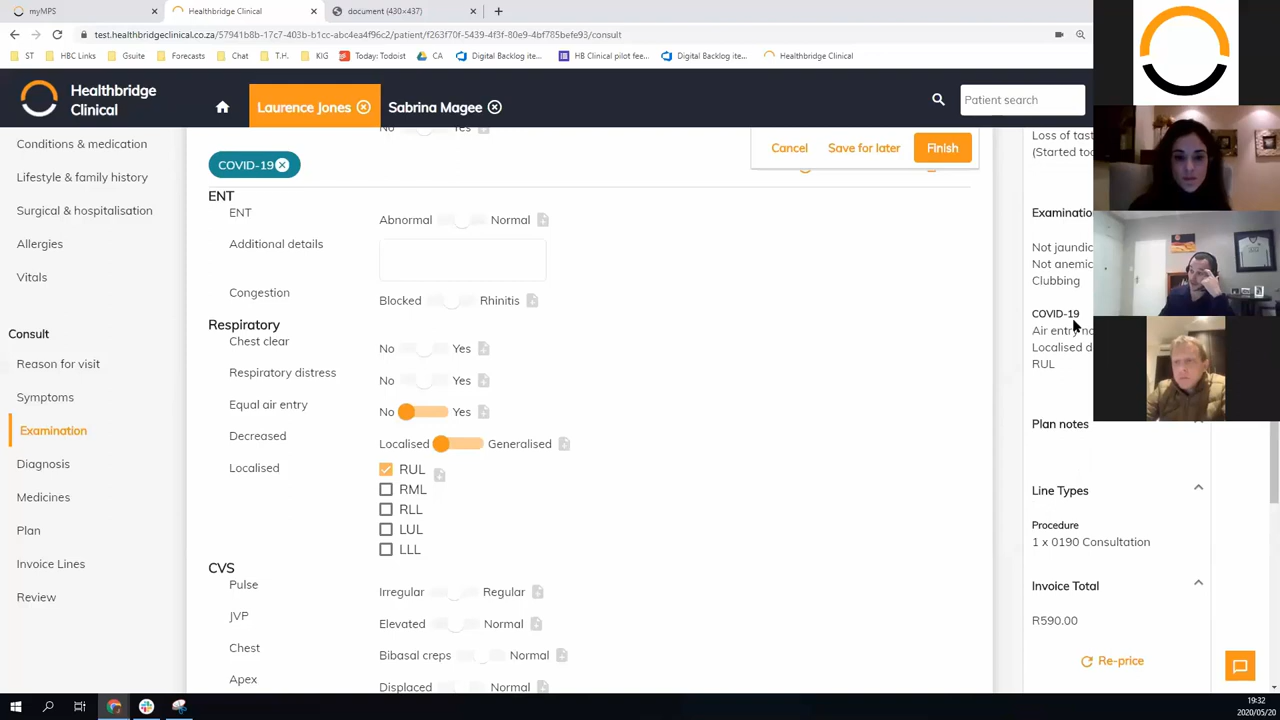 myMPS
Healthbridge Clinical
document (430×437)
test.healthbridgeclinical.co.za/57941b8b-17c7-403b-b1cc-abc4ea4f96c2/patient/f263f70f-5439-4f3f-80e9-4bf785befe93/consult
ST
HBC Links
Gsuite
Forecasts
Chat
T.H.
KIG
Today: Todoist
CA
Digital Backlog ite...
HB Clinical pilot fee...
Digital Backlog ite...
Healthbridge Clinical
Healthbridge
Clinical
Laurence Jones
Sabrina Magee
Patient search
Conditions & medication
Lifestyle & family history
Surgical & hospitalisation
Allergies
Vitals
Consult
Reason for visit
Symptoms
Examination
Diagnosis
Medicines
Plan
Invoice Lines
Review
No Yes
Cancel Save for later Finish
COVID-19
ENT
ENT Abnormal Normal
Additional details
Congestion Blocked Rhinitis
Respiratory
Chest clear No Yes
Respiratory distress No Yes
Equal air entry No Yes
Decreased Localised Generalised
Localised RUL
RML
RLL
LUL
LLL
CVS
Pulse Irregular Regular
JVP Elevated Normal
Chest Bibasal creps Normal
Apex Displaced Normal
Loss of tast
(Started to
Examinatio
Not jaundic
Not anemic
Clubbing
COVID-19
Air entry no
Localised d
RUL
Plan notes
Line Types
Procedure
1 x 0190 Consultation
Invoice Total
R590.00
Re-price
19:32
2020/05/20